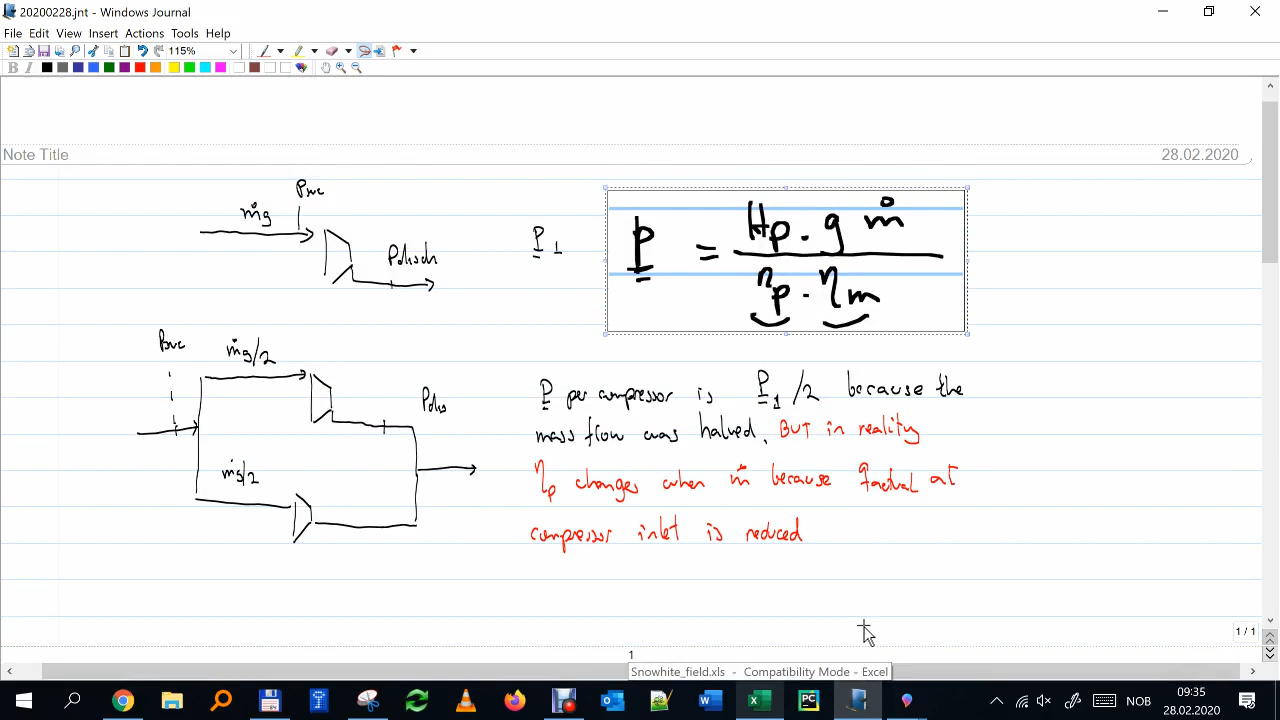 20200228.jnt - Windows Journal
File Edit View Insert Actions Tools Help
115%
B I
Note Title
28.02.2020
ṁg
Psuc
Pdisch
P1
P = Hp · g ṁ
ηp · ηm
Psuc
ṁg/2
ṁg/2
Pdis
P per compressor is P1/2 because the
mass flow was halved. BUT in reality
ηp changes when ṁ because qactual at
compressor inlet is reduced
1 / 1
1
Snowhite_field.xls - Compatibility Mode - Excel
NOB
09:35
28.02.2020